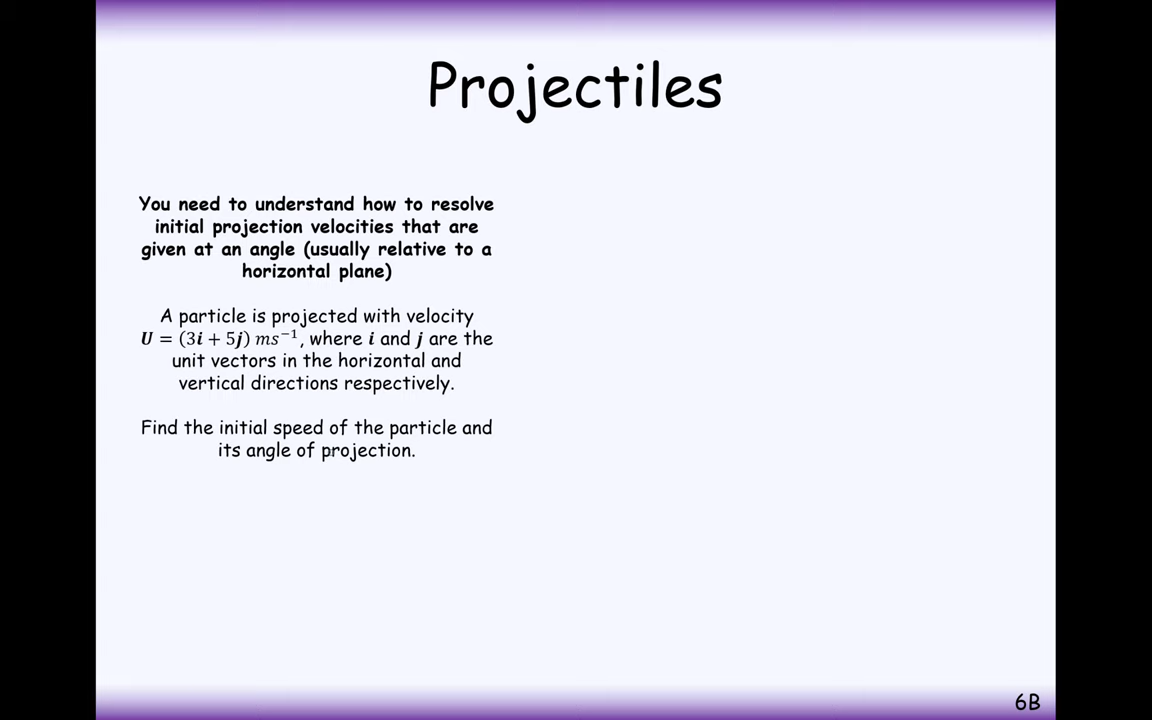 Projectiles
You need to understand how to resolve
initial projection velocities that are
given at an angle (usually relative to a
horizontal plane)
A particle is projected with velocity
𝑼 = (3𝒊 + 5𝒋) 𝑚𝑠⁻¹, where 𝒊 and 𝒋 are the
unit vectors in the horizontal and
vertical directions respectively.
Find the initial speed of the particle and
its angle of projection.
6B